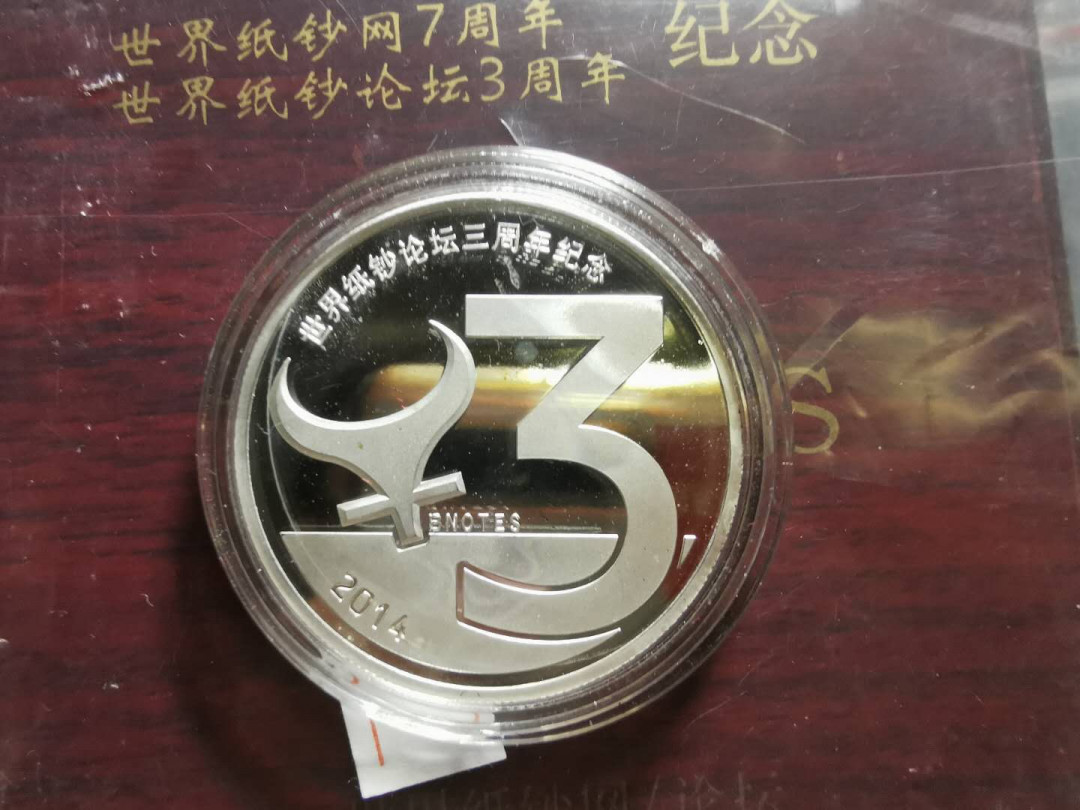 世界纸钞网7周年 纪念
世界纸钞论坛3周年
世界纸钞论坛三周年纪念
3
BNOTES
2014
S